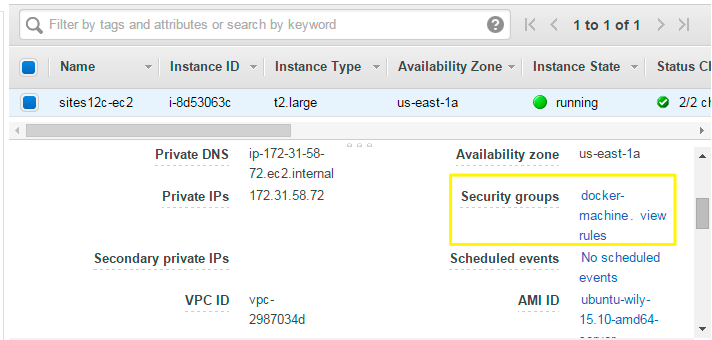 Filter by tags and attributes or search by keyword
1 to 1 of 1
Name Instance ID Instance Type Availability Zone Instance State Status
sites12c-ec2 i-8d53063c t2.large us-east-1a running 2/2
Private DNS ip-172-31-58- Availability zone us-east-1a
72.ec2.internal
Private IPs 172.31.58.72 Security groups docker-
machine. view
rules
Secondary private IPs Scheduled events No scheduled
events
VPC ID vpc- AMI ID ubuntu-wily-
2987034d 15.10-amd64-